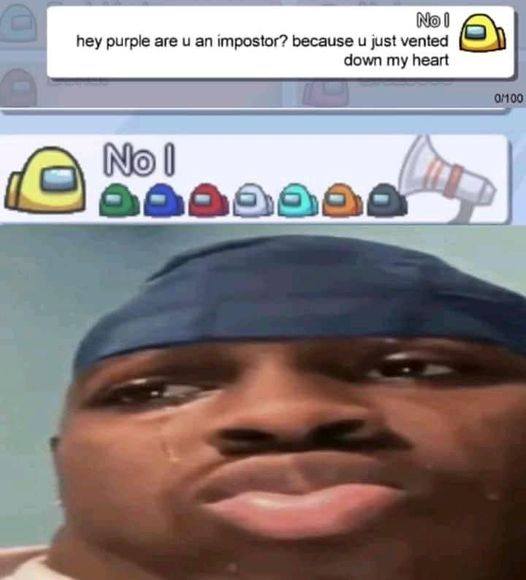 No I
hey purple are u an impostor? because u just vented
down my heart
0/100
No I